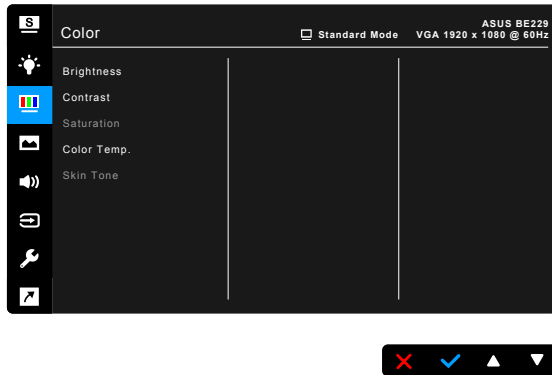 S
ASUS BE229
Color
Standard Mode
VGA 1920 x 1080 @ 60Hz
Brightness
Contrast
Saturation
Color Temp.
Skin Tone